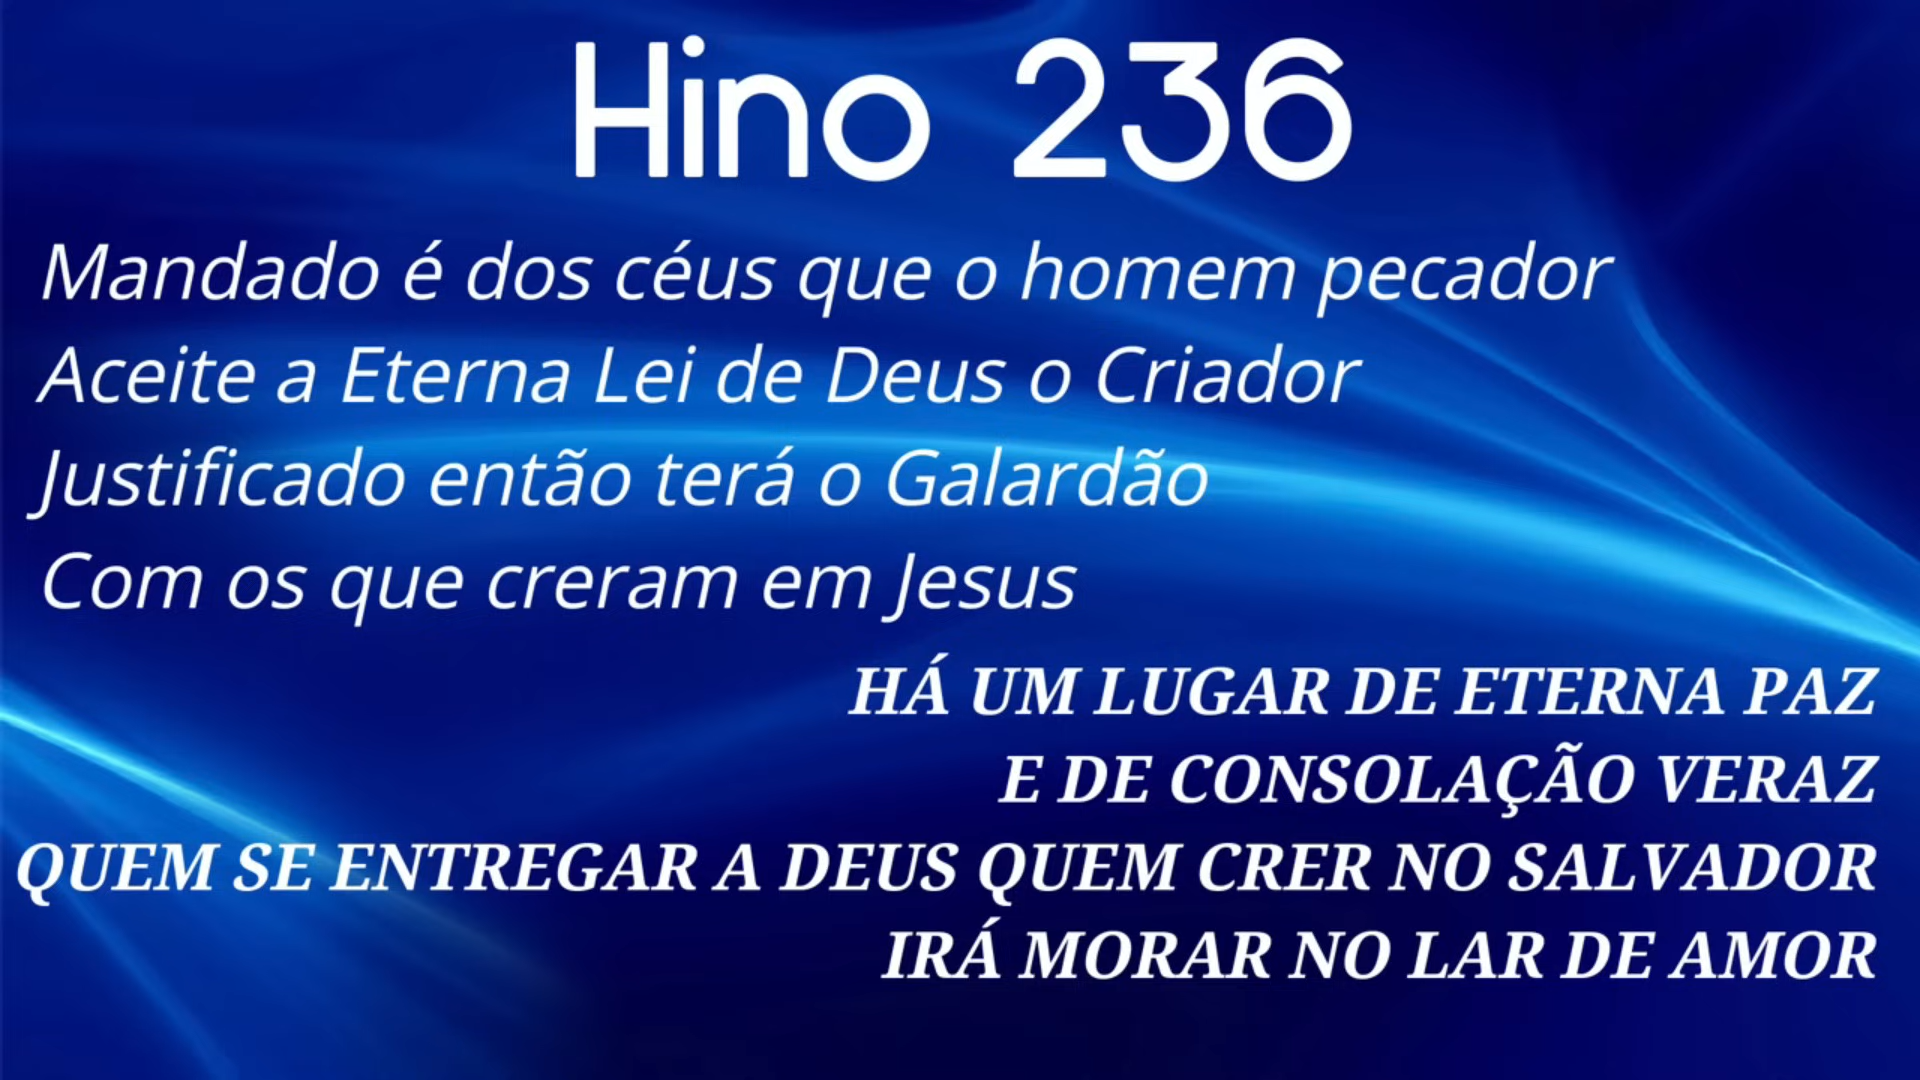 Hino 236
Mandado é dos céus que o homem pecador
Aceite a Eterna Lei de Deus o Criador
Justificado então terá o Galardão
Com os que creram em Jesus
HÁ UM LUGAR DE ETERNA PAZ
E DE CONSOLAÇÃO VERAZ
QUEM SE ENTREGAR A DEUS QUEM CRER NO SALVADOR
IRÁ MORAR NO LAR DE AMOR